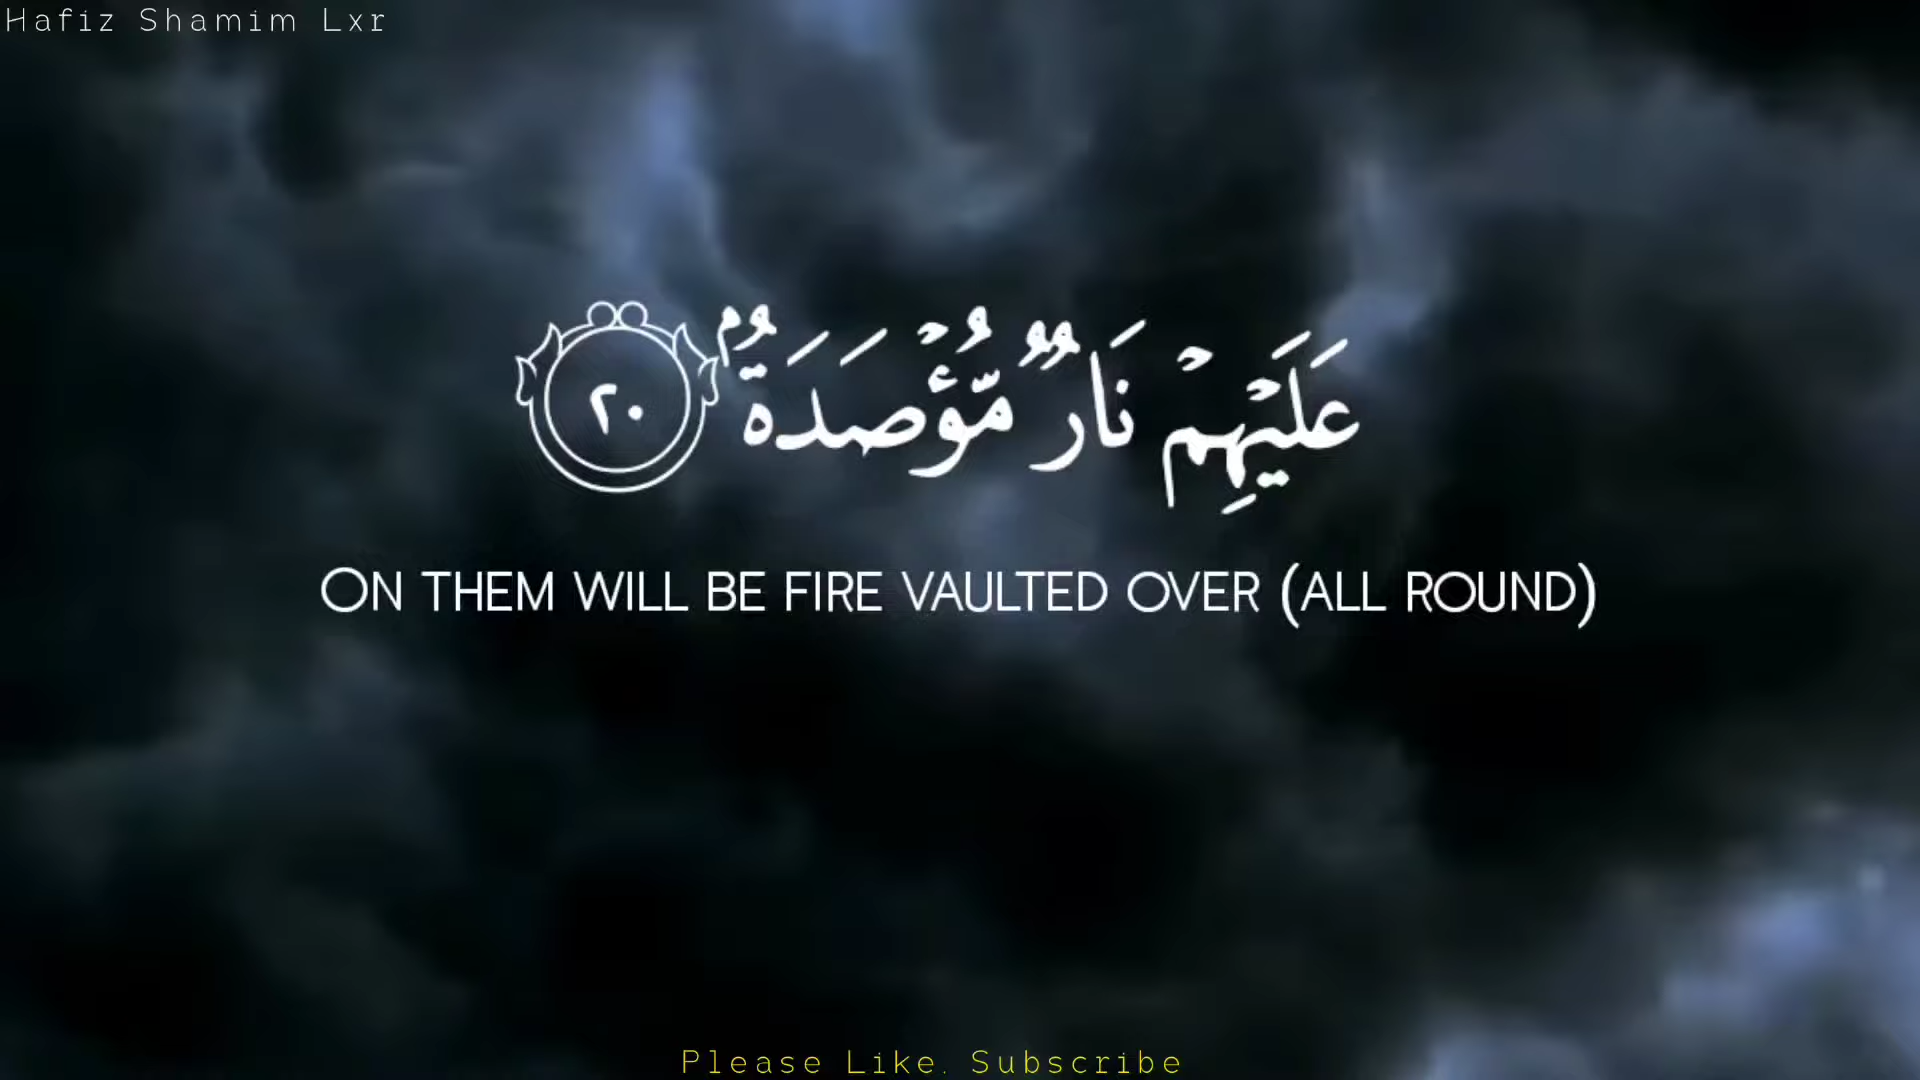 Hafiz Shamim Lxr
عَلَيْهِمْ نَارٌ مُّؤْصَدَةٌۢ ٢٠
ON THEM WILL BE FIRE VAULTED OVER (ALL ROUND)
Please Like. Subscribe